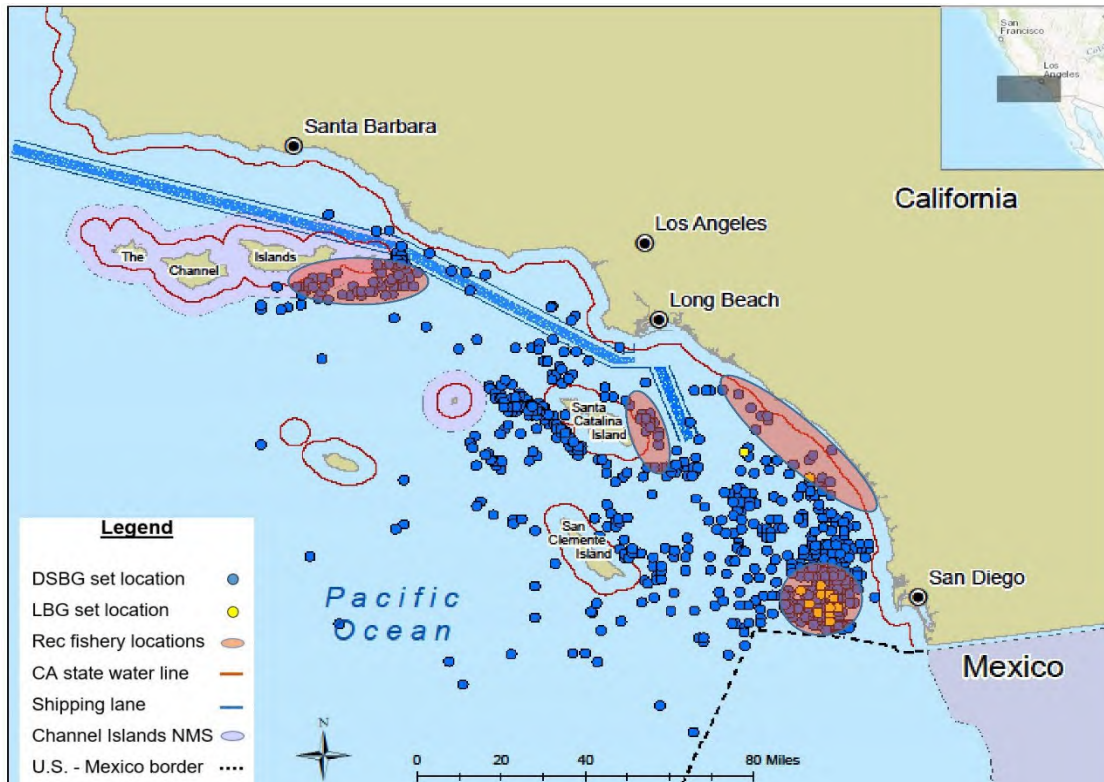 San
Francisco
Los
Angeles
Santa Barbara
California
Los Angeles
The
Channel
Islands
Long Beach
Santa
Catalina
Island
San
Clemente
Island
San Diego
Pacific
Ocean
Mexico
Legend
DSBG set location
LBG set location
Rec fishery locations
CA state water line
Shipping lane
Channel Islands NMS
U.S. - Mexico border
N
0 20 40 80 Miles